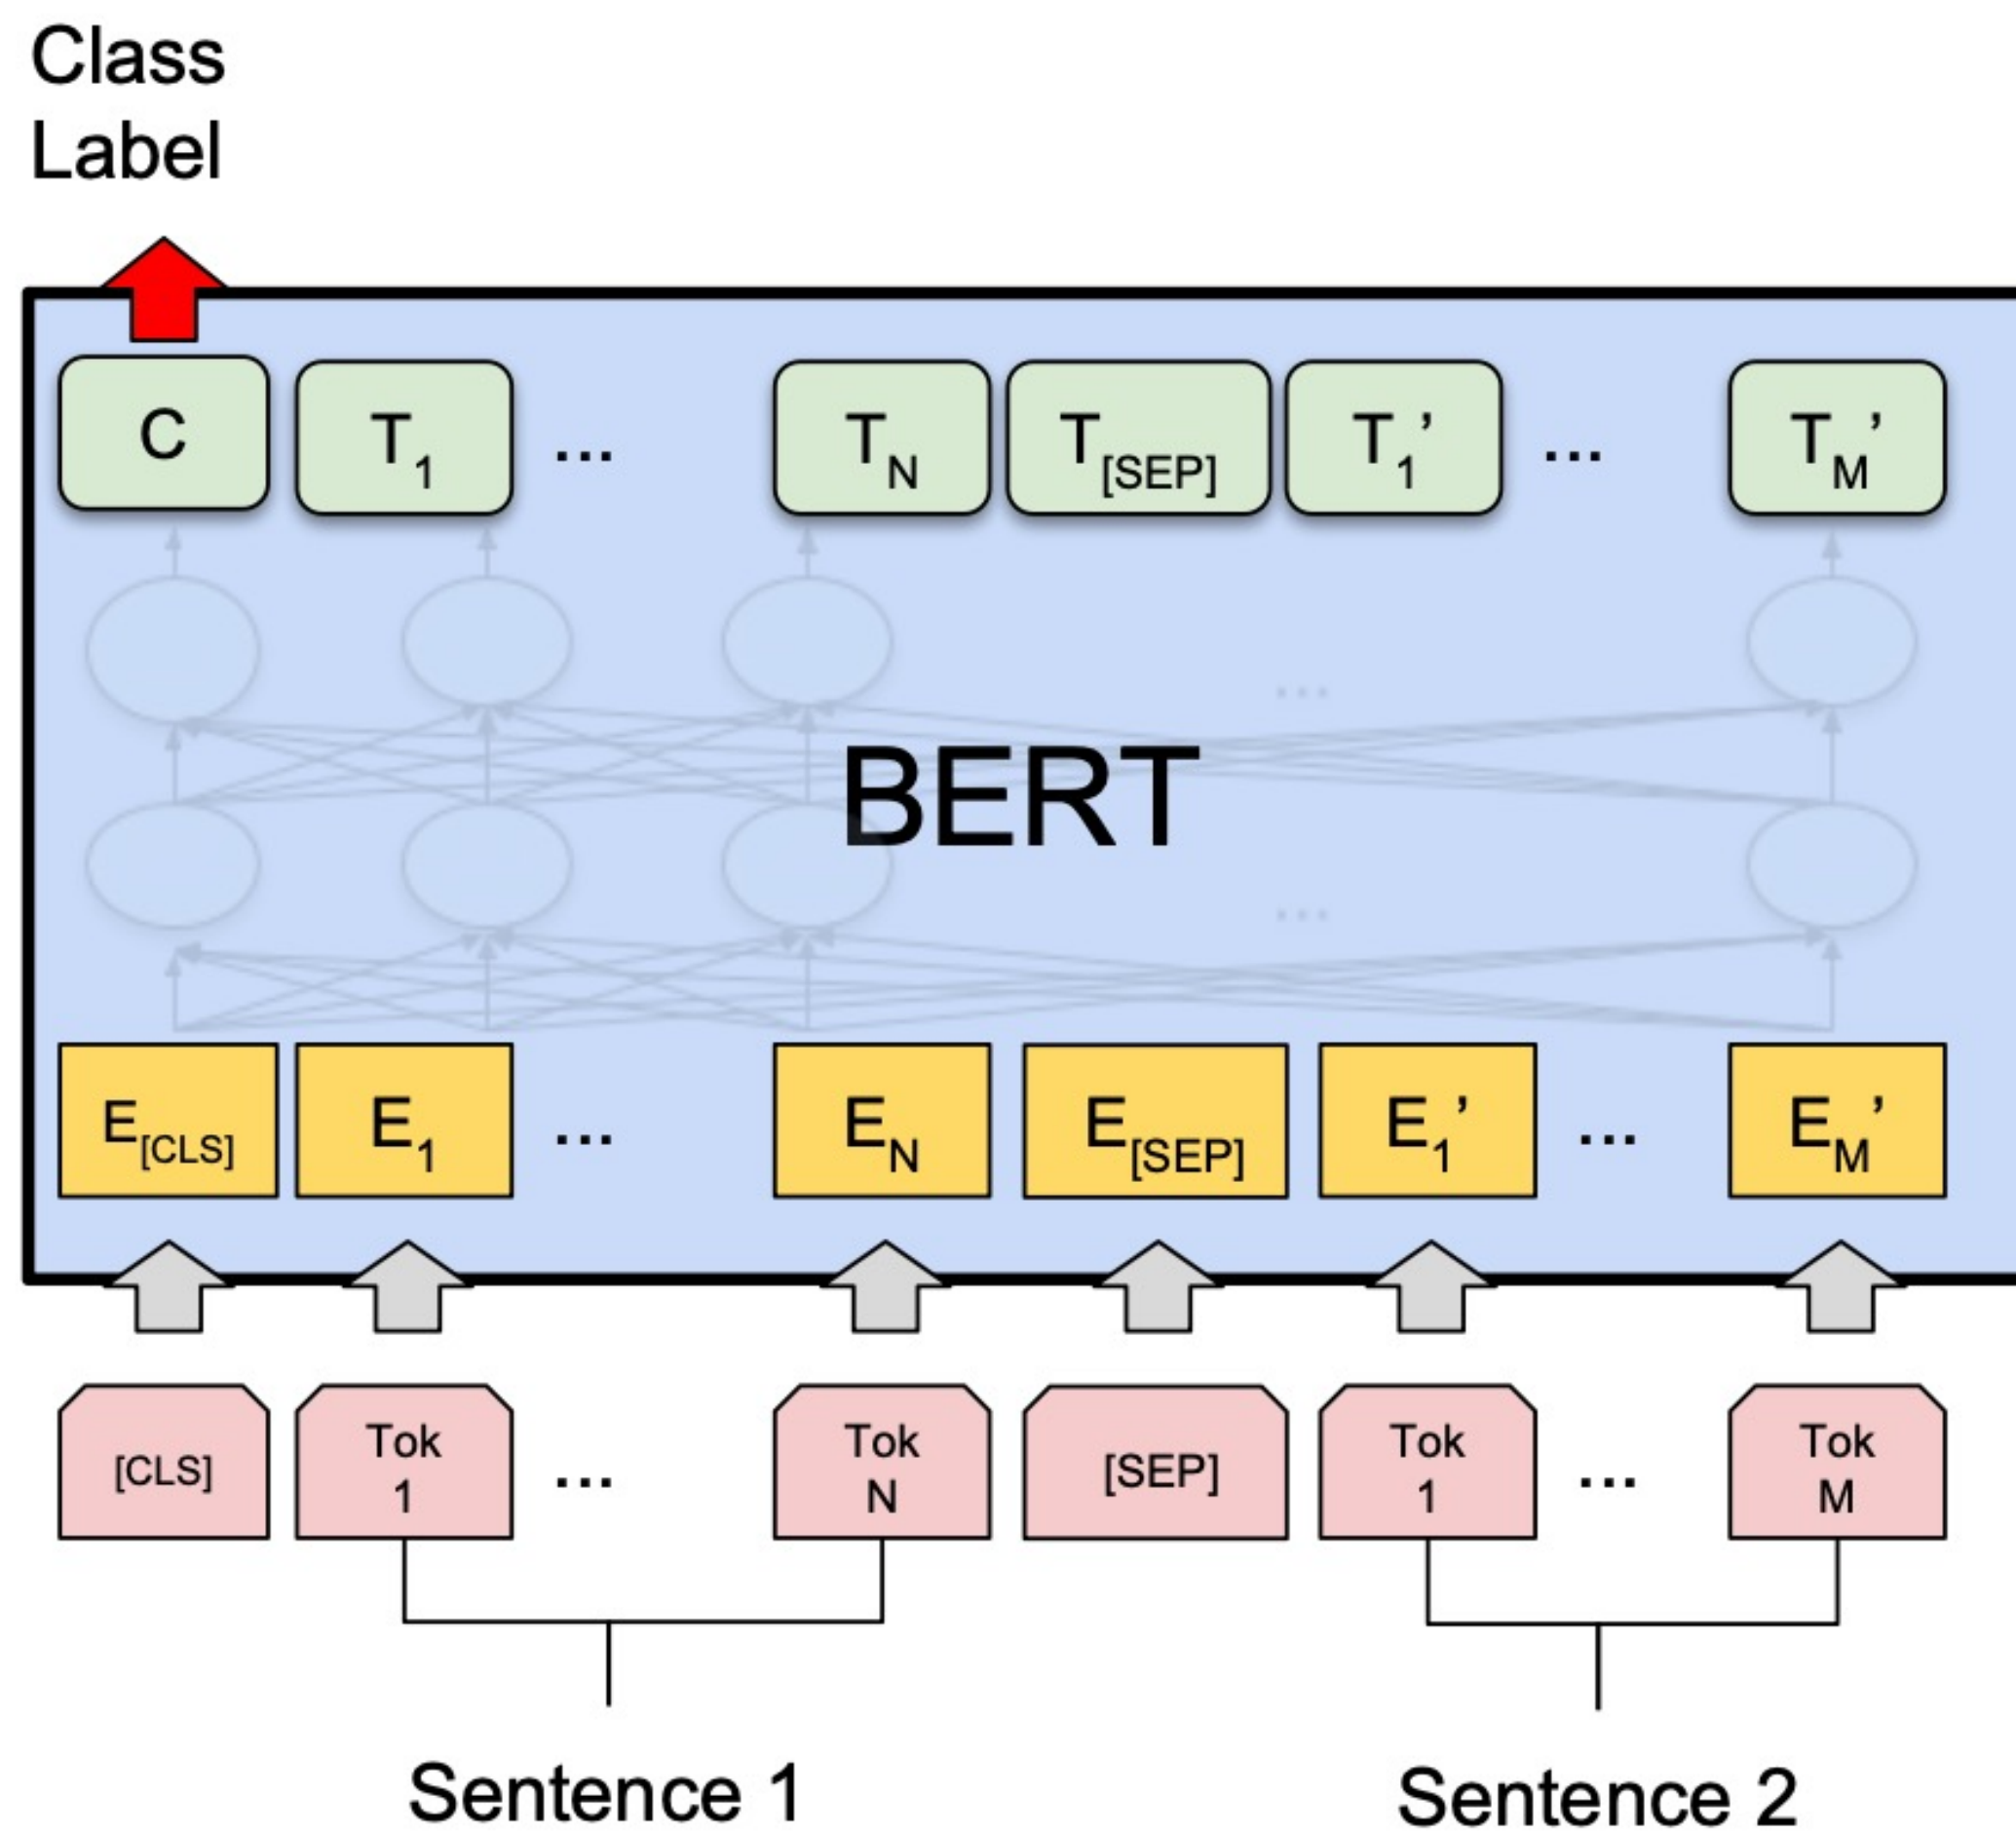 Class
Label
C T1 ... TN T[SEP] T1' ... TM'
...
BERT
...
E[CLS] E1 ... EN E[SEP] E1' ... EM'
[CLS] Tok 1 ... Tok N [SEP] Tok 1 ... Tok M
Sentence 1 Sentence 2